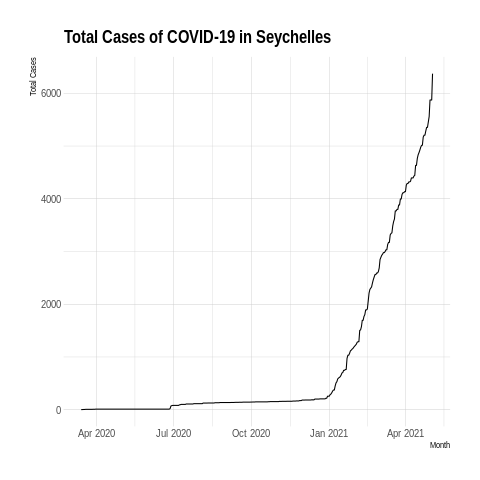 Total Cases of COVID-19 in Seychelles
Total Cases
6000
4000
2000
0
Apr 2020 Jul 2020 Oct 2020 Jan 2021 Apr 2021
Month